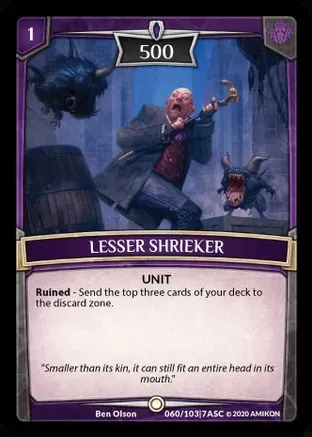 1
500
LESSER SHRIEKER
UNIT
Ruined - Send the top three cards of your deck to
the discard zone.
"Smaller than its kin, it can still fit an entire head in its
mouth."
Ben Olson 060/103|7ASC ©2020 AMIKON